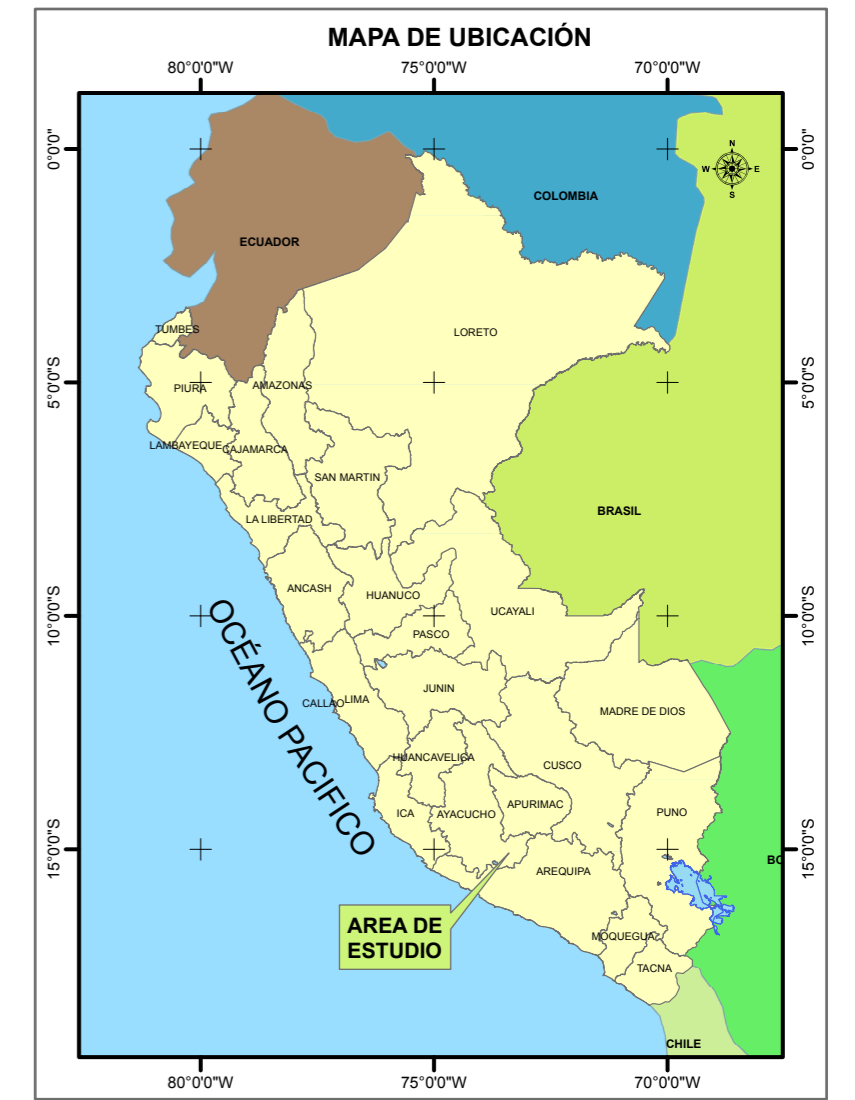 MAPA DE UBICACIÓN
80°0'0"W 75°0'0"W 70°0'0"W
0°0'0" 0°0'0"
N
W E
S
COLOMBIA
ECUADOR
TUMBES
LORETO
5°0'0"S 5°0'0"S
PIURA
AMAZONAS
LAMBAYEQUE
CAJAMARCA
SAN MARTIN
LA LIBERTAD
BRASIL
ANCASH
HUANUCO
UCAYALI
10°0'0"S 10°0'0"S
PASCO
OCÉANO PACIFICO
JUNIN
CALLAO
LIMA
MADRE DE DIOS
HUANCAVELICA
CUSCO
ICA
AYACUCHO
APURIMAC
PUNO
15°0'0"S 15°0'0"S
BO
AREQUIPA
AREA DE
ESTUDIO
MOQUEGUA
TACNA
CHILE
80°0'0"W 75°0'0"W 70°0'0"W